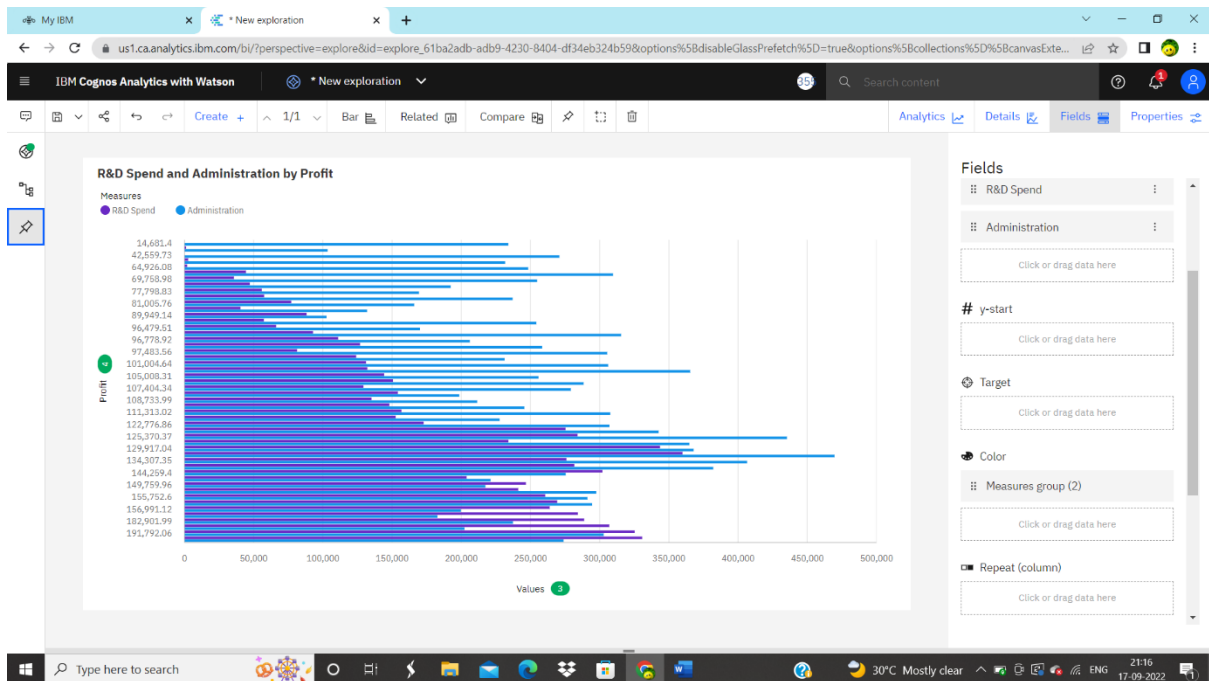 My IBM
* New exploration
us1.ca.analytics.ibm.com/bi/?perspective=explore&id=explore_61ba2adb-adb9-4230-8404-df34eb324b59&options%5BdisableGlassPrefetch%5D=true&options%5Bcollections%5D%5BcanvasExte...
IBM Cognos Analytics with Watson
* New exploration
Search content
Create +
1/1
Bar
Related
Compare
Analytics
Details
Fields
Properties
R&D Spend and Administration by Profit
Measures
R&D Spend
Administration
14,681.4
42,559.73
64,926.08
69,758.98
77,798.83
81,005.76
89,949.14
96,479.51
96,778.92
97,483.56
101,004.64
105,008.31
107,404.34
108,733.99
111,313.02
122,776.86
125,370.37
129,917.04
134,307.35
144,259.4
149,759.96
155,752.6
156,991.12
182,901.99
191,792.06
Profit
0 50,000 100,000 150,000 200,000 250,000 300,000 350,000 400,000 450,000 500,000
Values 3
Fields
R&D Spend
Administration
Click or drag data here
# y-start
Click or drag data here
Target
Click or drag data here
Color
Measures group (2)
Click or drag data here
Repeat (column)
Click or drag data here
Type here to search
30°C Mostly clear
ENG
21:16
17-09-2022